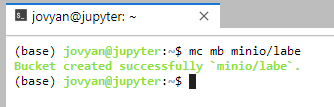 jovyan@jupyter: ~
(base) jovyan@jupyter:~$ mc mb minio/labe
Bucket created successfully `minio/labe`.
(base) jovyan@jupyter:~$